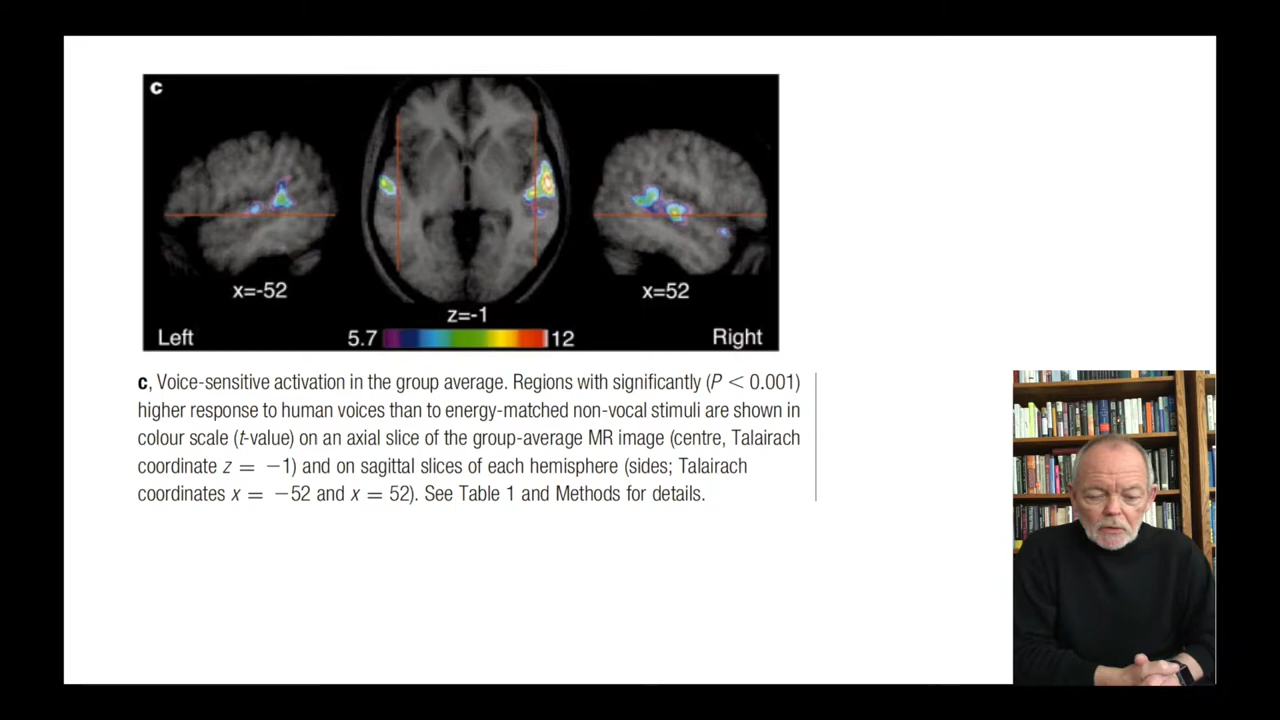 c
x=-52
x=52
z=-1
Left
5.7
12
Right
c, Voice-sensitive activation in the group average. Regions with significantly (P < 0.001)
higher response to human voices than to energy-matched non-vocal stimuli are shown in
colour scale (t-value) on an axial slice of the group-average MR image (centre, Talairach
coordinate z = −1) and on sagittal slices of each hemisphere (sides; Talairach
coordinates x = −52 and x = 52). See Table 1 and Methods for details.